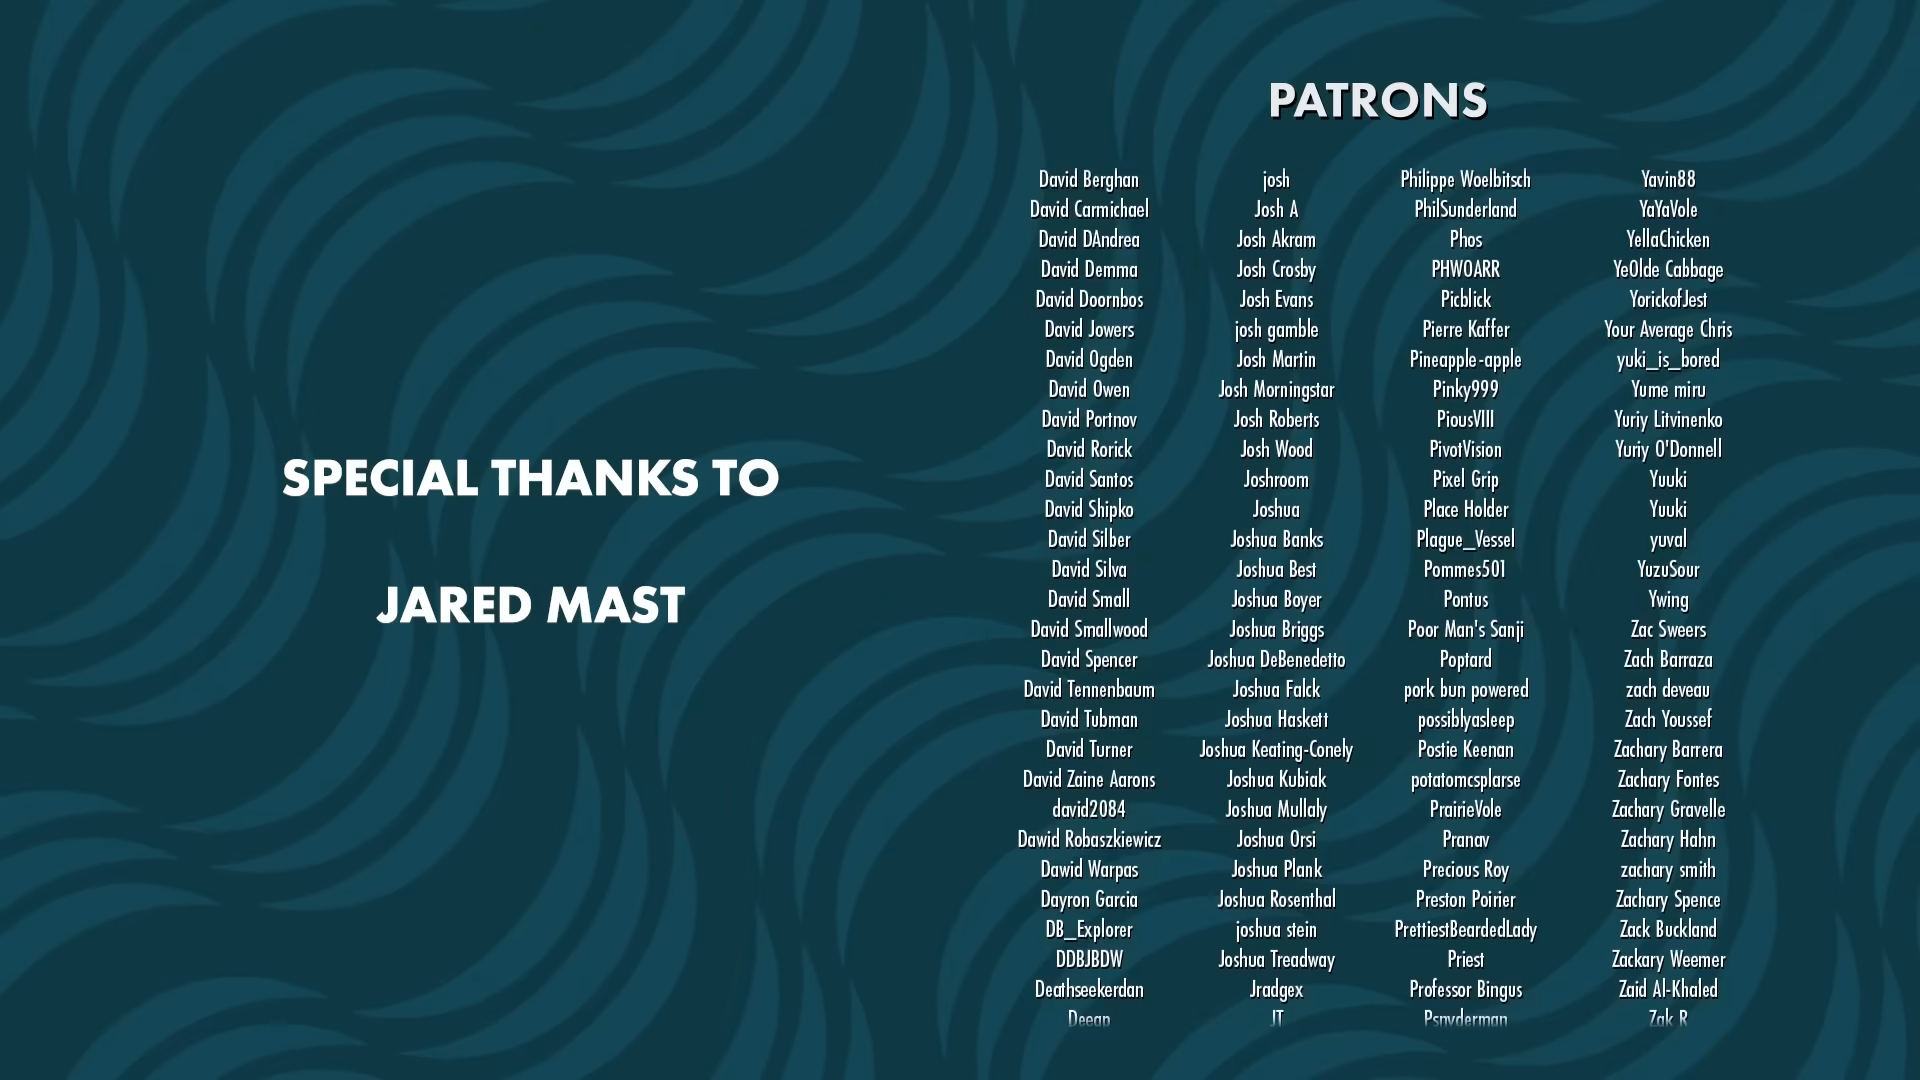 SPECIAL THANKS TO
JARED MAST
PATRONS
David Berghan
David Carmichael
David DAndrea
David Demma
David Doornbos
David Jowers
David Ogden
David Owen
David Portnov
David Rorick
David Santos
David Shipko
David Silber
David Silva
David Small
David Smallwood
David Spencer
David Tennenbaum
David Tubman
David Turner
David Zaine Aarons
david2084
Dawid Robaszkiewicz
Dawid Warpas
Dayron Garcia
DB_Explorer
DDBJBDW
Deathseekerdan
Deeap
josh
Josh A
Josh Akram
Josh Crosby
Josh Evans
josh gamble
Josh Martin
Josh Morningstar
Josh Roberts
Josh Wood
Joshroom
Joshua
Joshua Banks
Joshua Best
Joshua Boyer
Joshua Briggs
Joshua DeBenedetto
Joshua Falck
Joshua Haskett
Joshua Keating-Conely
Joshua Kubiak
Joshua Mullaly
Joshua Orsi
Joshua Plank
Joshua Rosenthal
joshua stein
Joshua Treadway
Jradgex
JT
Philippe Woelbitsch
PhilSunderland
Phos
PHWOARR
Picblick
Pierre Kaffer
Pineapple-apple
Pinky999
PiousVIII
PivotVision
Pixel Grip
Place Holder
Plague_Vessel
Pommes501
Pontus
Poor Man's Sanji
Poptard
pork bun powered
possiblyasleep
Postie Keenan
potatomcsplarse
PrairieVole
Pranav
Precious Roy
Preston Poirier
PrettiestBeardedLady
Priest
Professor Bingus
Psnyderman
Yavin88
YaYaVole
YellaChicken
YeOlde Cabbage
YorickofJest
Your Average Chris
yuki_is_bored
Yume miru
Yuriy Litvinenko
Yuriy O'Donnell
Yuuki
Yuuki
yuval
YuzuSour
Ywing
Zac Sweers
Zach Barraza
zach deveau
Zach Youssef
Zachary Barrera
Zachary Fontes
Zachary Gravelle
Zachary Hahn
zachary smith
Zachary Spence
Zack Buckland
Zackary Weemer
Zaid Al-Khaled
Zak R